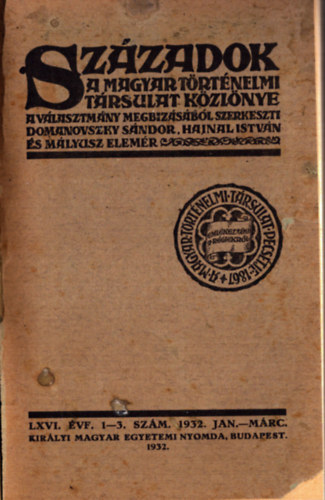 SZÁZADOK
A MAGYAR TÖRTÉNELMI
TÁRSULAT KÖZLÖNYE
A VÁLASZTMÁNY MEGBIZÁSÁBÓL SZERKESZTI
DOMANOVSZKY SÁNDOR, HAJNAL ISTVÁN
ÉS MÁLYUSZ ELEMÉR
A·MAGYAR·TÖRTÉNELMI·TÁRSULAT·PECSÉTJE·1867
LXVI. ÉVF. 1—3. SZÁM. 1932. JAN.—MÁRC.
KIRÁLYI MAGYAR EGYETEMI NYOMDA, BUDAPEST.
1932.